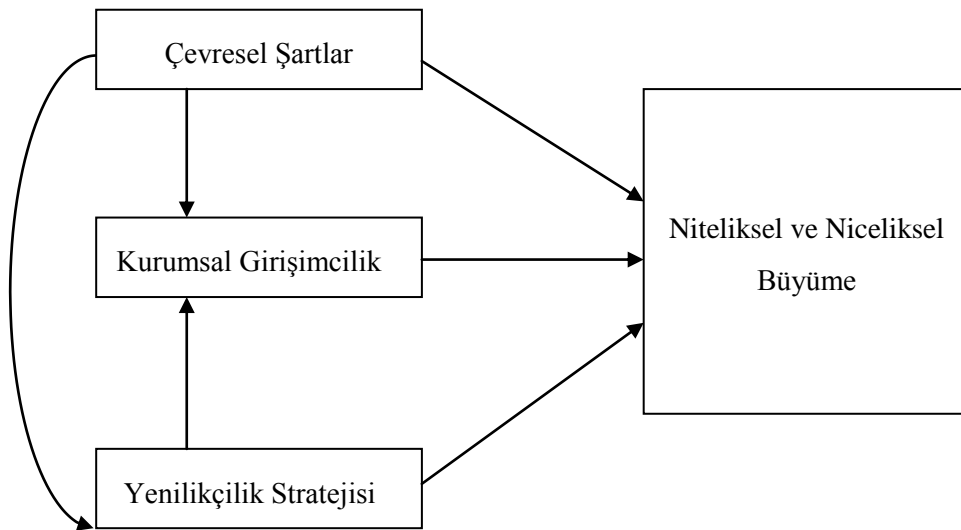 Çevresel Şartlar
Kurumsal Girişimcilik
Niteliksel ve Niceliksel
Büyüme
Yenilikçilik Stratejisi